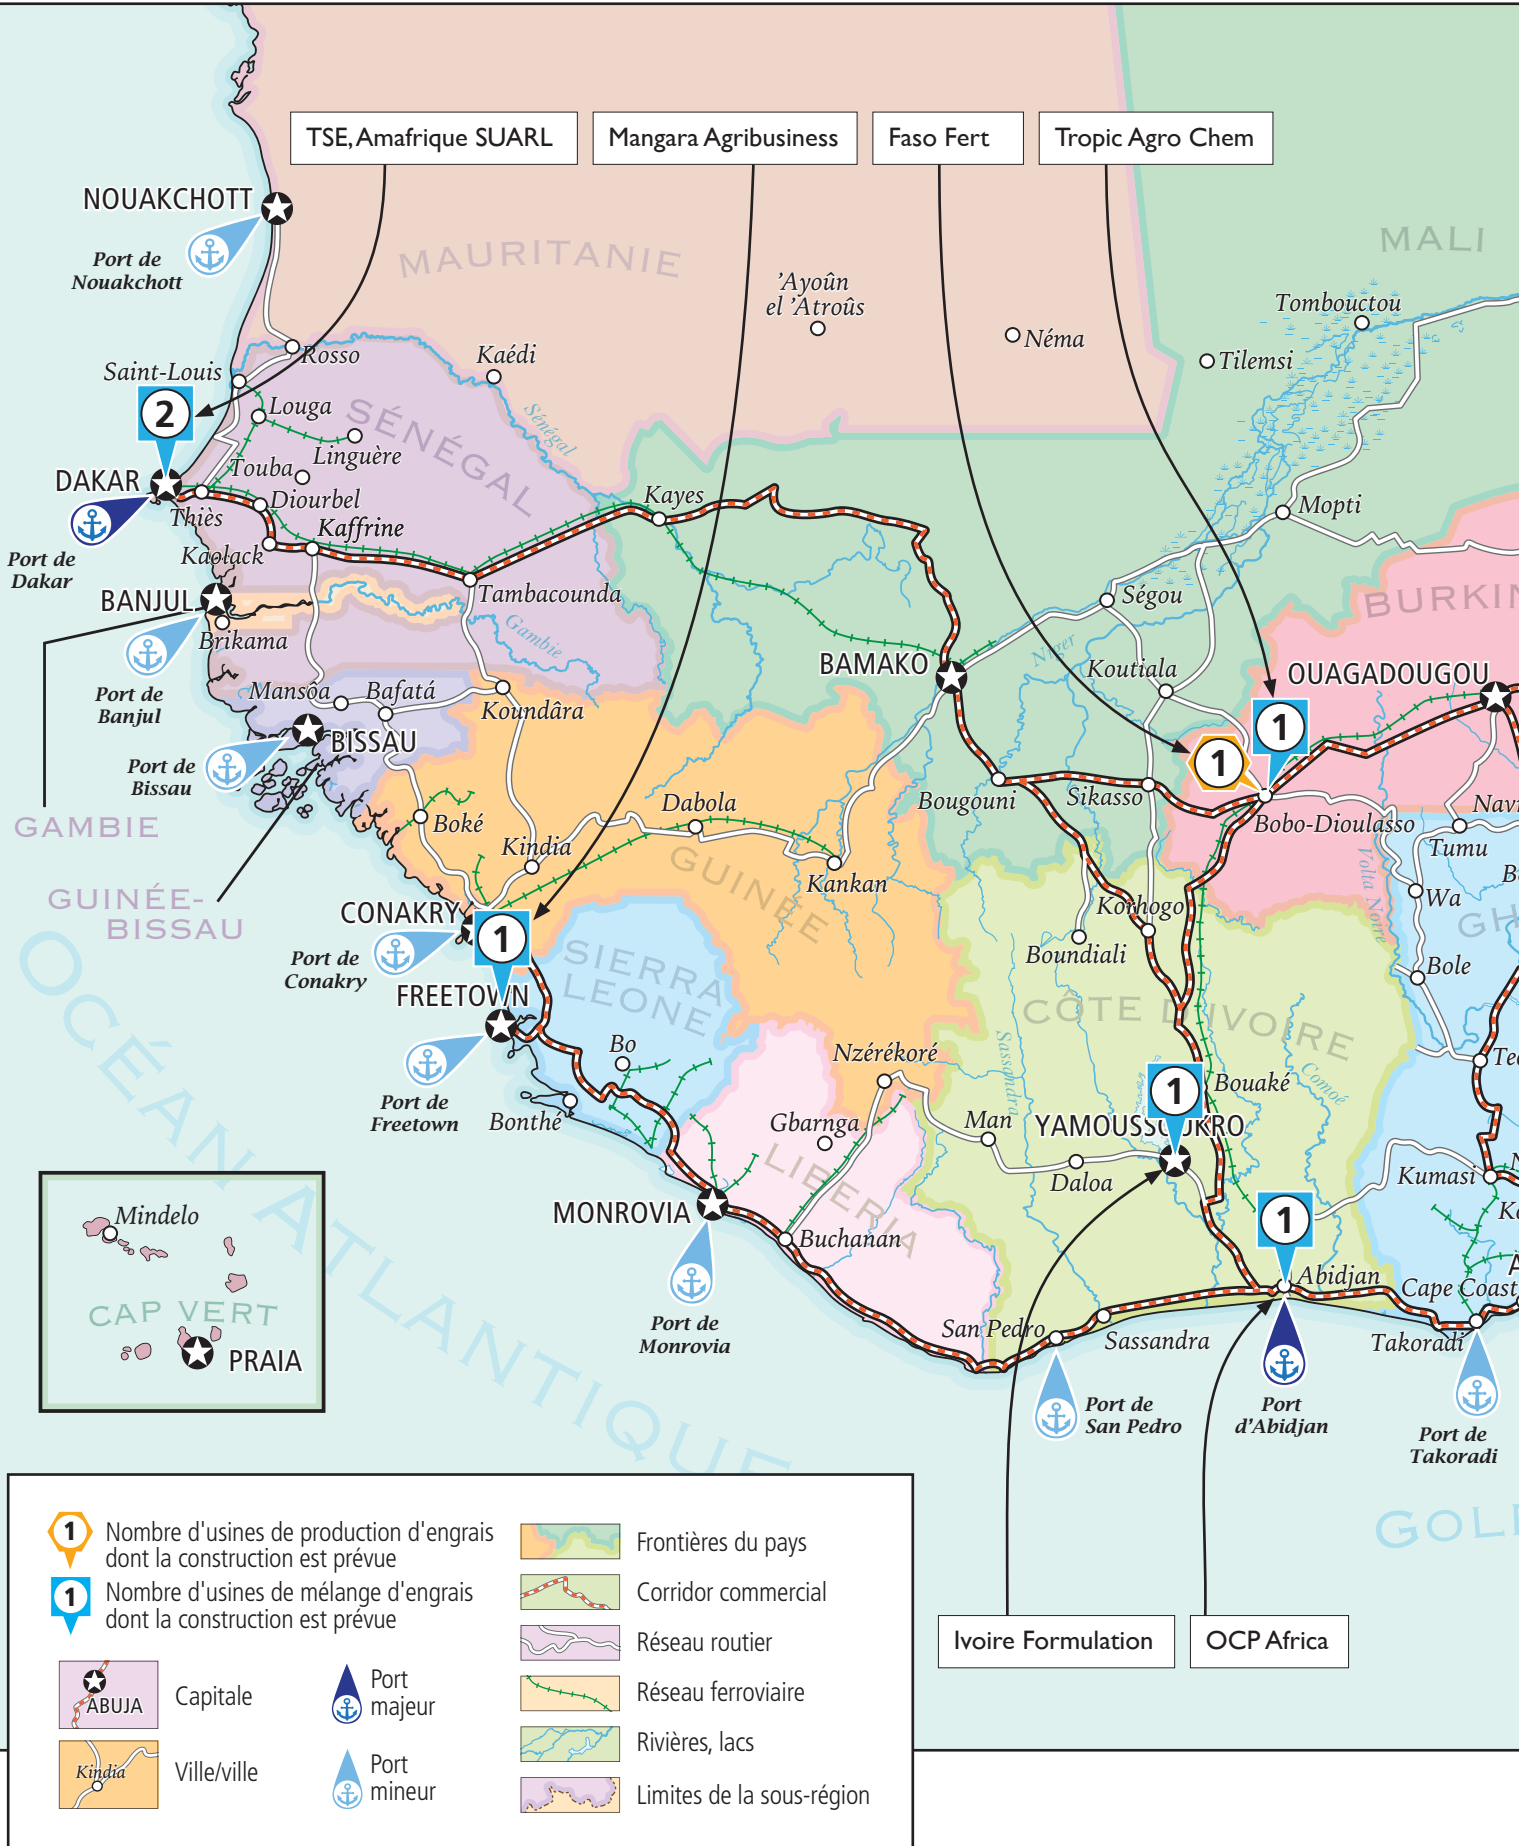 TSE, Amafrique SUARL
Mangara Agribusiness
Faso Fert
Tropic Agro Chem
NOUAKCHOTT
Port de
Nouakchott
MAURITANIE
MALI
'Ayoûn
el 'Atroûs
Néma
Tombouctou
Tilemsi
Rosso
Kaédi
Saint-Louis
2
Louga
SÉNÉGAL
Sénégal
Linguère
Touba
DAKAR
Diourbel
Thiès
Kayes
Mopti
Kaffrine
Kaolack
Port de
Dakar
Tambacounda
BANJUL
Brikama
Gambie
Ségou
BURKIN
Niger
BAMAKO
Koutiala
OUAGADOUGOU
Port de
Banjul
Mansôa
Bafatá
Koundâra
BISSAU
1
1
Port de
Bissau
Bougouni
Sikasso
Bobo-Dioulasso
Navr
GAMBIE
Boké
Dabola
Kindia
Tumu
GUINÉE
Kankan
Volta Noire
Wa
GUINÉE-
BISSAU
CONAKRY
1
Korhogo
GH
Port de
Conakry
SIERRA
LEONE
Boundiali
Bole
FREETOWN
CÔTE D'IVOIRE
OCÉAN ATLANTIQUE
Port de
Freetown
Bo
Nzérékoré
Sassandra
Comoé
Bonthé
1
Bouaké
Gbarnga
Man
YAMOUSSOUKRO
LIBERIA
Daloa
Kumasi
MONROVIA
Buchanan
1
Mindelo
CAP VERT
PRAIA
Abidjan
Cape Coast
Port de
Monrovia
San Pedro
Sassandra
Takoradi
Port de
San Pedro
Port
d'Abidjan
Port de
Takoradi
GOL
1
Nombre d'usines de production d'engrais
dont la construction est prévue
1
Nombre d'usines de mélange d'engrais
dont la construction est prévue
ABUJA
Capitale
Kindia
Ville/ville
Port
majeur
Port
mineur
Frontières du pays
Corridor commercial
Réseau routier
Réseau ferroviaire
Rivières, lacs
Limites de la sous-région
Ivoire Formulation
OCP Africa